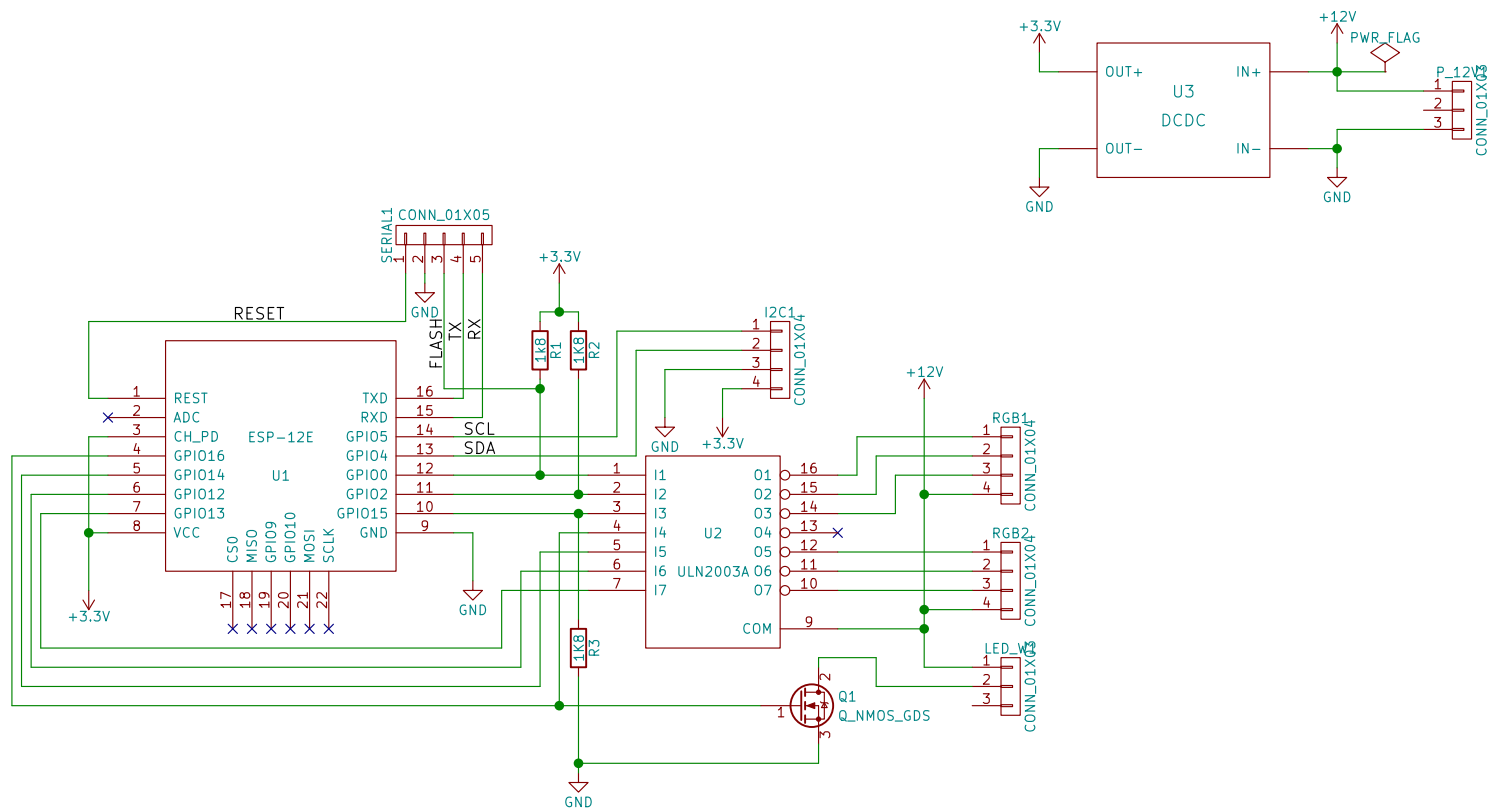 +3.3V
+12V
PWR_FLAG
OUT+
IN+
U3
DCDC
OUT-
IN-
GND
GND
P_12V1
1
2
3
CONN_01X03
SERIAL1
CONN_01X05
1
2
3
4
5
GND
RESET
FLASH
TX
RX
+3.3V
1k8
R1
1K8
R2
I2C1
1
2
3
4
CONN_01X04
GND
+3.3V
+12V
1 REST
2 ADC
3 CH_PD
4 GPIO16
5 GPIO14
6 GPIO12
7 GPIO13
8 VCC
ESP-12E
U1
TXD 16
RXD 15
GPIO5 14
GPIO4 13
GPIO0 12
GPIO2 11
GPIO15 10
GND 9
SCL
SDA
CS0
MISO
GPIO9
GPIO10
MOSI
SCLK
17
18
19
20
21
22
+3.3V
GND
1 I1
2 I2
3 I3
4 I4
5 I5
6 I6
7 I7
U2
ULN2003A
O1 16
O2 15
O3 14
O4 13
O5 12
O6 11
O7 10
COM 9
RGB1
1
2
3
4
CONN_01X04
RGB2
1
2
3
4
CONN_01X04
1
2
3
CONN_01X03
1K8
R3
Q1
Q_NMOS_GDS
1
2
3
GND